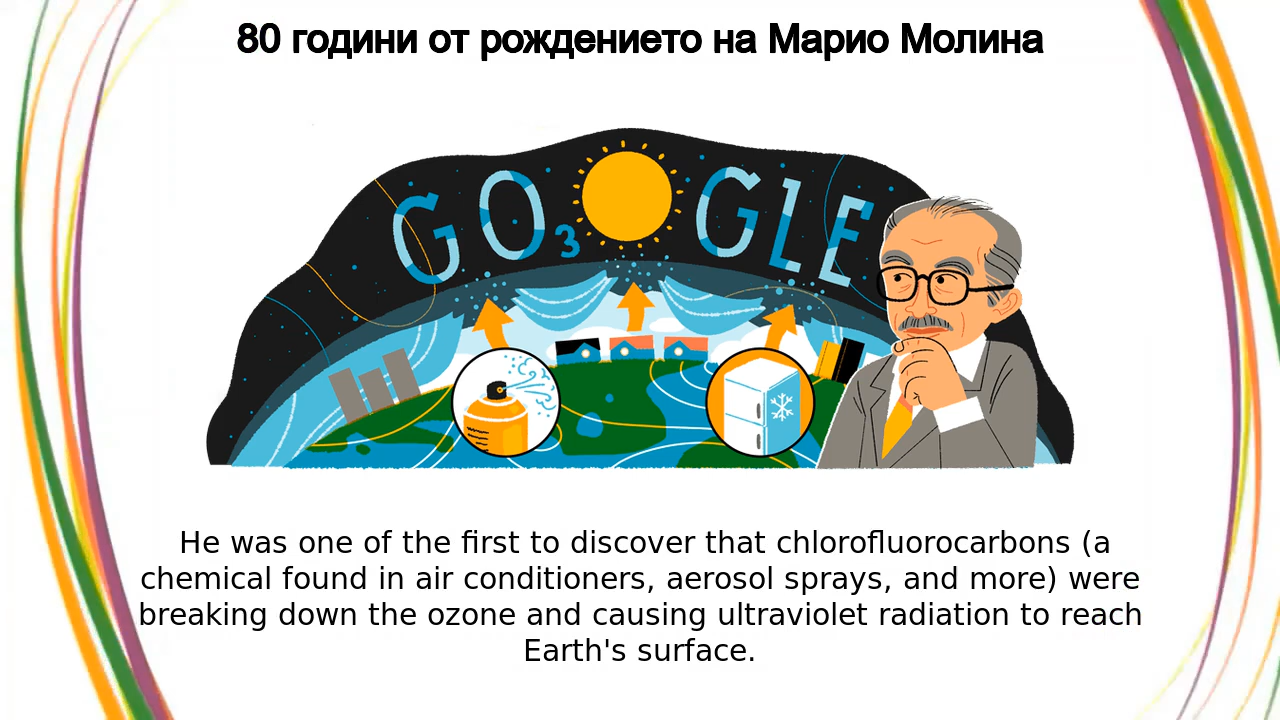 80 години от рождението на Марио Молина
GO₃GLE
He was one of the first to discover that chlorofluorocarbons (a
chemical found in air conditioners, aerosol sprays, and more) were
breaking down the ozone and causing ultraviolet radiation to reach
Earth's surface.